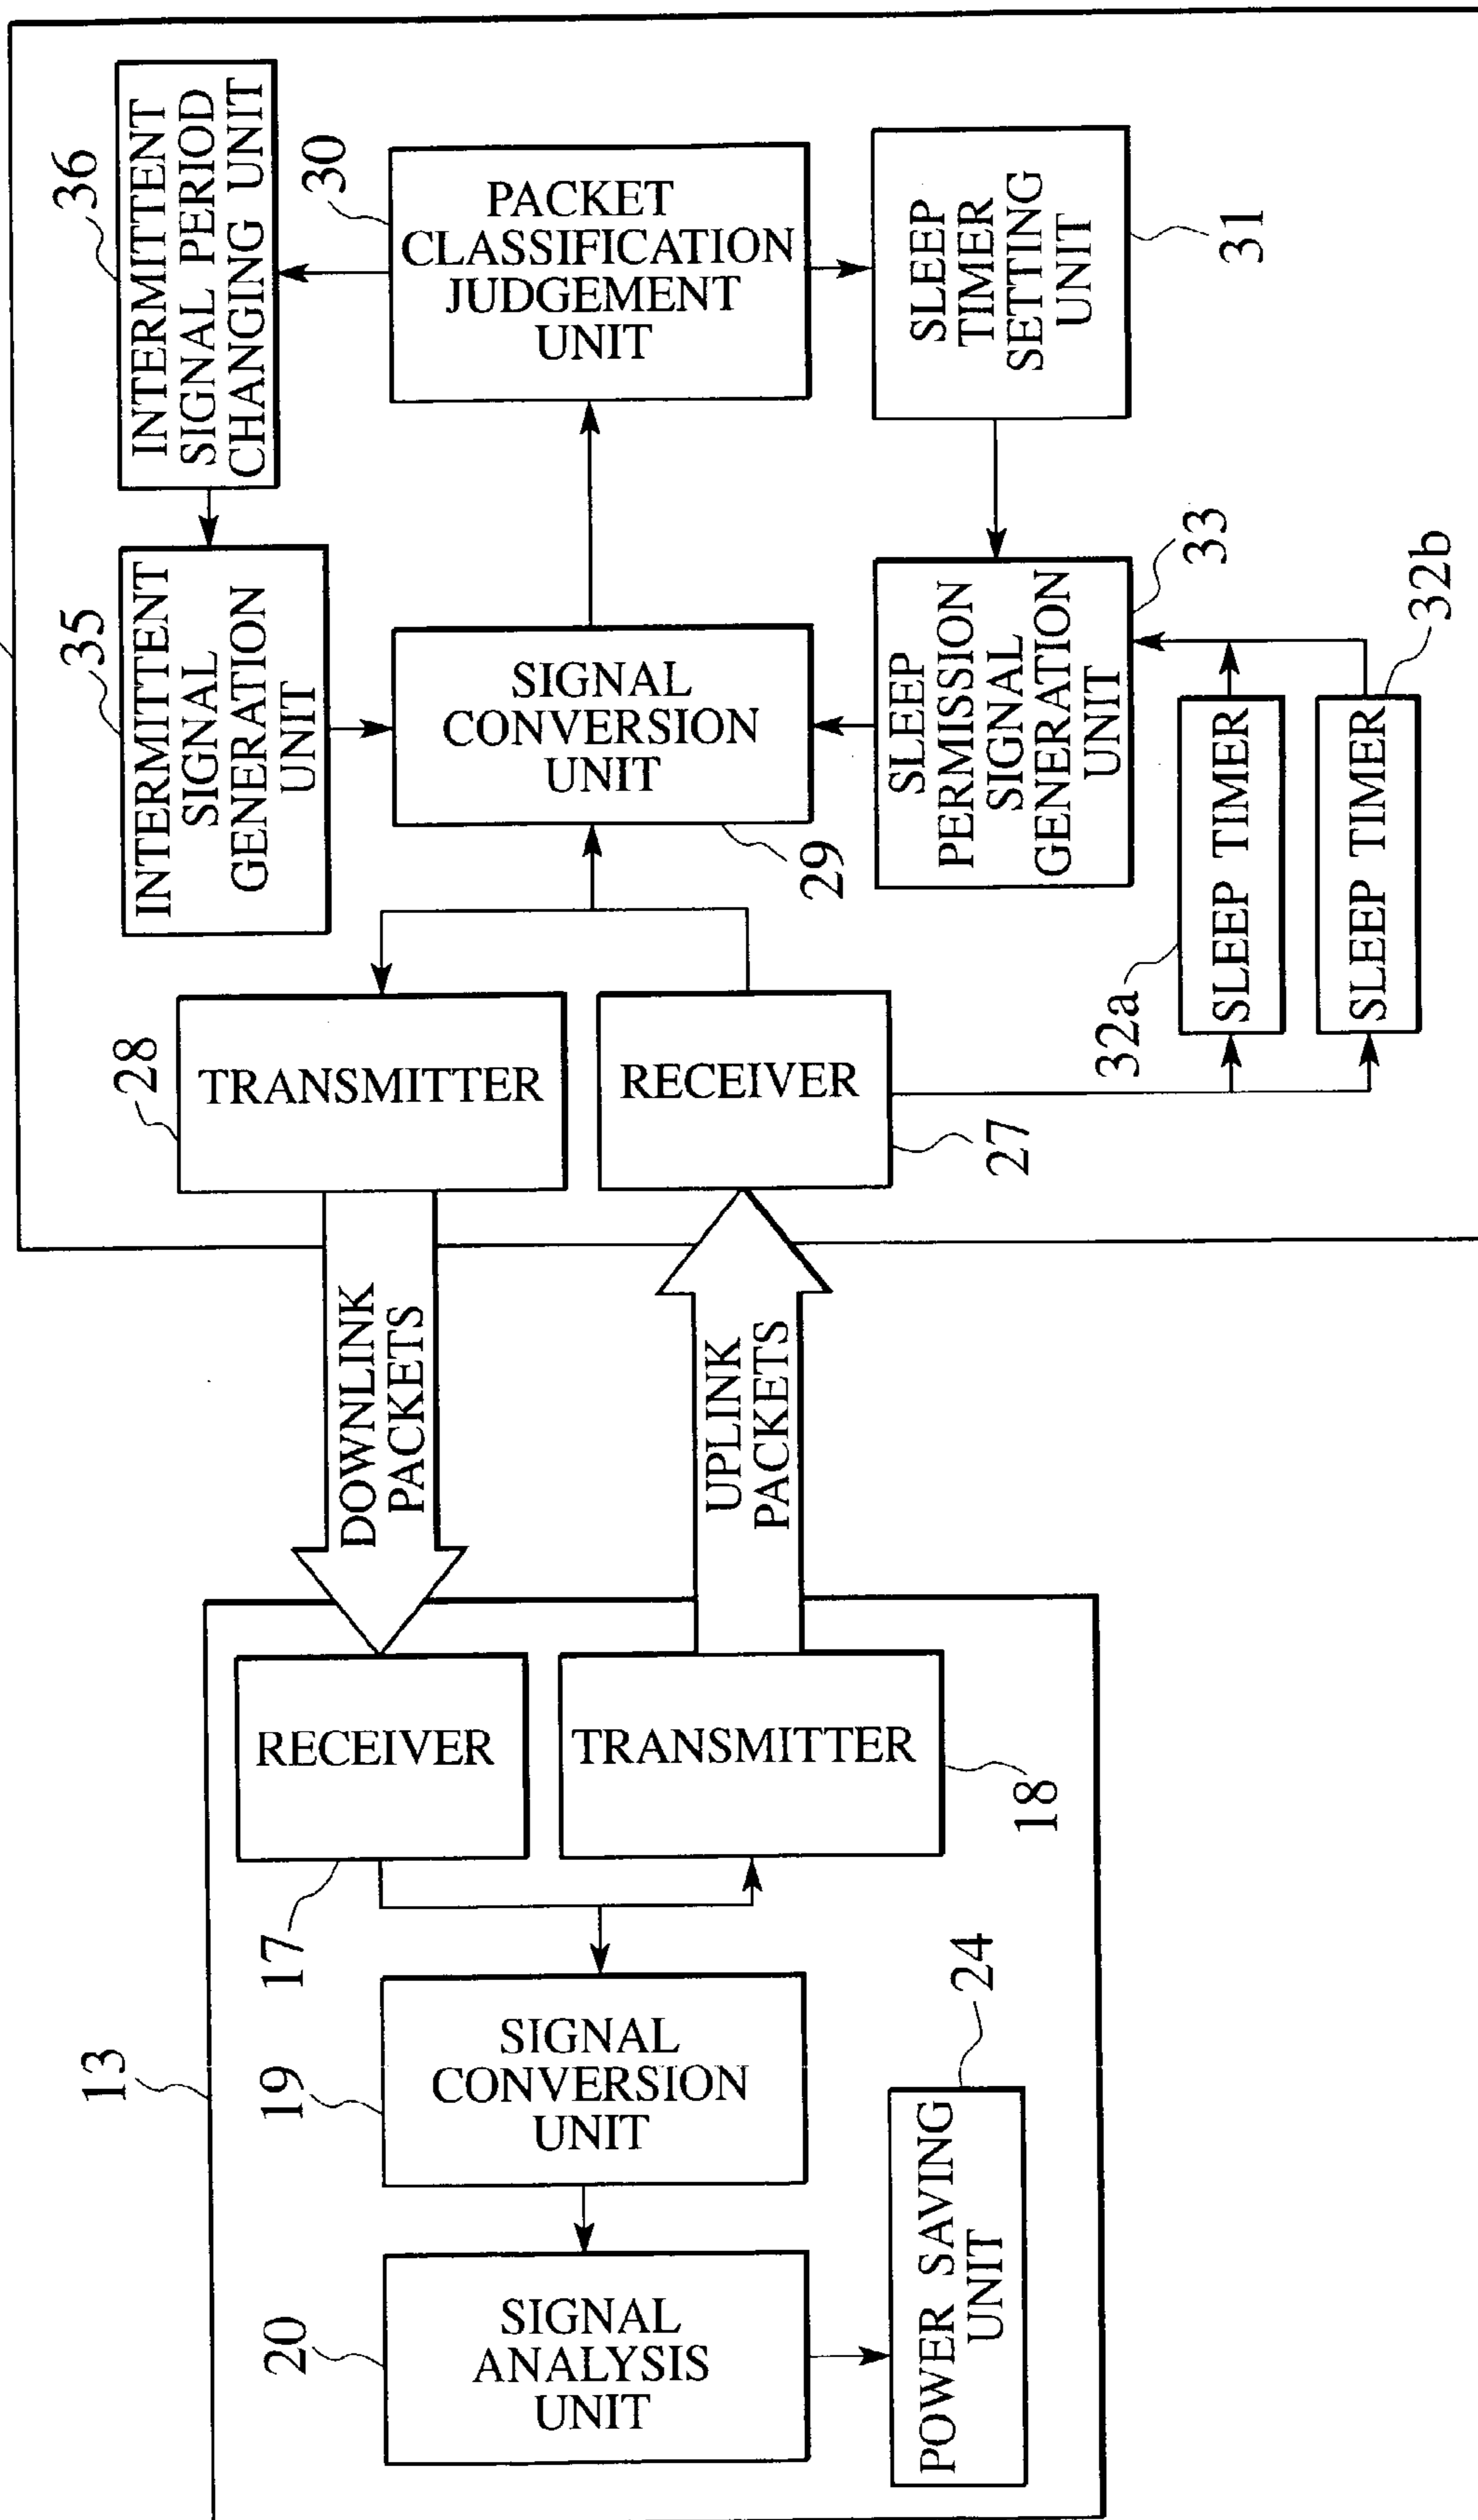 36
INTERMITTENT
SIGNAL PERIOD
CHANGING UNIT
30
PACKET
CLASSIFICATION
JUDGEMENT
UNIT
SLEEP
TIMER
SETTING
UNIT
31
35
INTERMITTENT
SIGNAL
GENERATION
UNIT
SIGNAL
CONVERSION
UNIT
29
SLEEP
PERMISSION
SIGNAL
GENERATION
UNIT
33
32b
SLEEP TIMER
SLEEP TIMER
32a
28
TRANSMITTER
RECEIVER
27
DOWNLINK
PACKETS
UPLINK
PACKETS
RECEIVER
17
TRANSMITTER
18
13
19
SIGNAL
CONVERSION
UNIT
24
POWER SAVING
UNIT
20
SIGNAL
ANALYSIS
UNIT